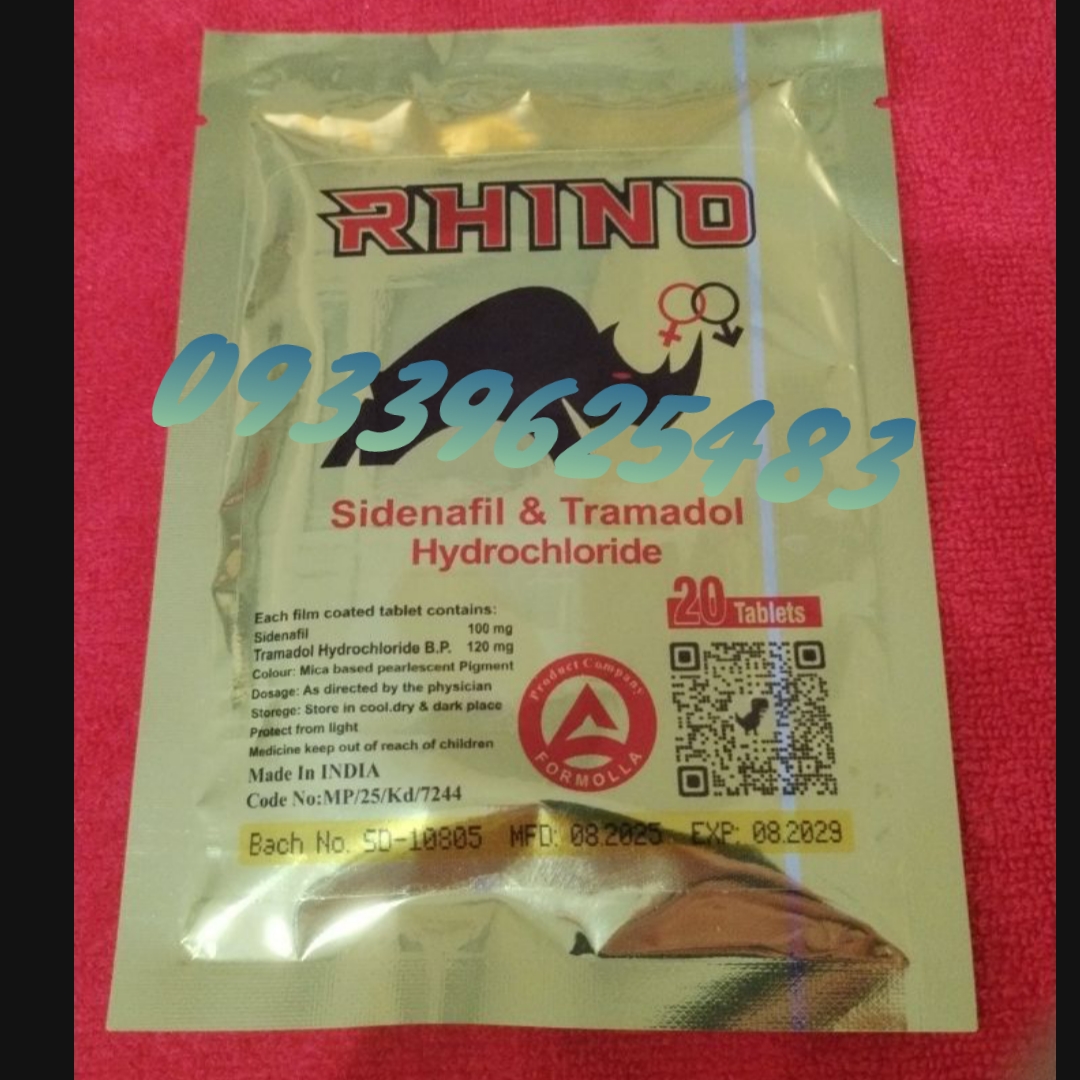 RHINO
09339625483
Sidenafil & Tramadol
Hydrochloride
20 Tablets
Each film coated tablet contains:
Sidenafil 100 mg
Tramadol Hydrochloride B.P. 120 mg
Colour: Mica based pearlescent Pigment
Dosage: As directed by the physician
Storege: Store in cool.dry & dark place
Protect from light
Medicine keep out of reach of children
Made In INDIA
Code No:MP/25/Kd/7244
Product Company
FORMOLLA
Bach No. SD-10805 MFD: 08.2025 EXP: 08.2029